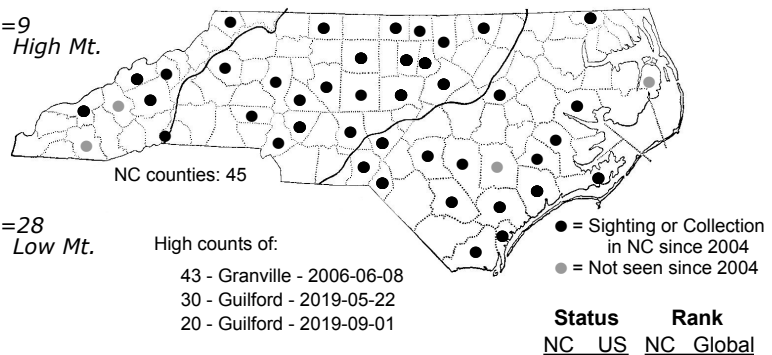 =9
High Mt.
NC counties: 45
=28
Low Mt.
High counts of:
43 - Granville - 2006-06-08
30 - Guilford - 2019-05-22
20 - Guilford - 2019-09-01
= Sighting or Collection
in NC since 2004
= Not seen since 2004
Status Rank
NC US NC Global